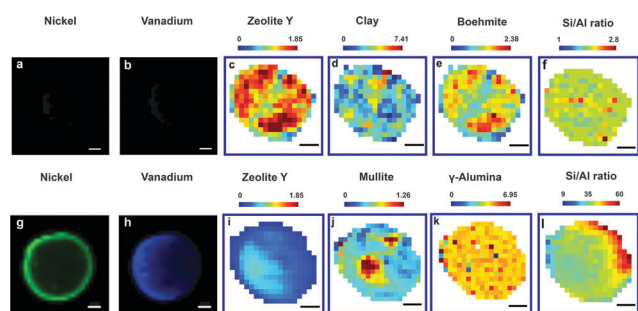 Nickel Vanadium Zeolite Y Clay Boehmite Si/Al ratio
0 1.85 0 7.41 0 2.38 1 2.8
a b c d e f
Nickel Vanadium Zeolite Y Mullite γ-Alumina Si/Al ratio
0 1.85 0 1.26 0 6.95 9 35 60
g h i j k l